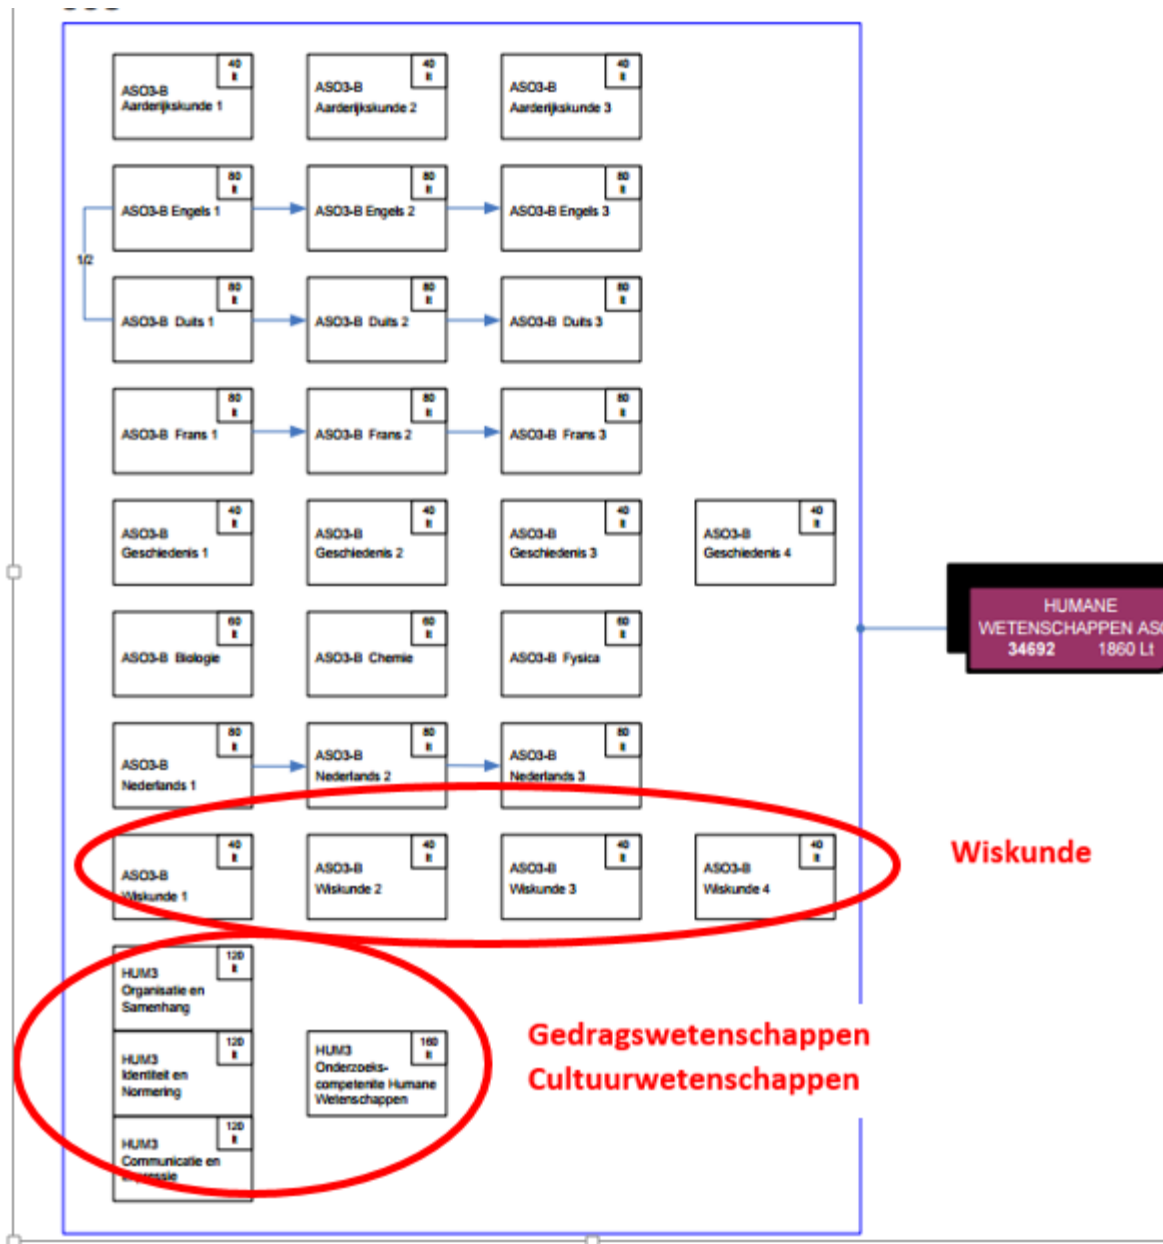 40
lt
ASO3-B
Aarderijkskunde 1
40
lt
ASO3-B
Aarderijkskunde 2
40
lt
ASO3-B
Aarderijkskunde 3
80
lt
ASO3-B Engels 1
80
lt
ASO3-B Engels 2
80
lt
ASO3-B Engels 3
1/2
80
lt
ASO3-B Duits 1
80
lt
ASO3-B Duits 2
80
lt
ASO3-B Duits 3
80
lt
ASO3-B Frans 1
80
lt
ASO3-B Frans 2
80
lt
ASO3-B Frans 3
40
lt
ASO3-B
Geschiedenis 1
40
lt
ASO3-B
Geschiedenis 2
40
lt
ASO3-B
Geschiedenis 3
40
lt
ASO3-B
Geschiedenis 4
HUMANE
WETENSCHAPPEN ASO
34692 1860 Lt
60
lt
ASO3-B Biologie
60
lt
ASO3-B Chemie
60
lt
ASO3-B Fysica
80
lt
ASO3-B
Nederlands 1
80
lt
ASO3-B
Nederlands 2
80
lt
ASO3-B
Nederlands 3
40
lt
ASO3-B
Wiskunde 1
40
lt
ASO3-B
Wiskunde 2
40
lt
ASO3-B
Wiskunde 3
40
lt
ASO3-B
Wiskunde 4
Wiskunde
120
lt
HUM3
Organisatie en
Samenhang
120
lt
HUM3
Identiteit en
Normering
160
lt
HUM3
Onderzoeks-
competentie Humane
Wetenschappen
Gedragswetenschappen
Cultuurwetenschappen
120
lt
HUM3
Communicatie en
Expressie